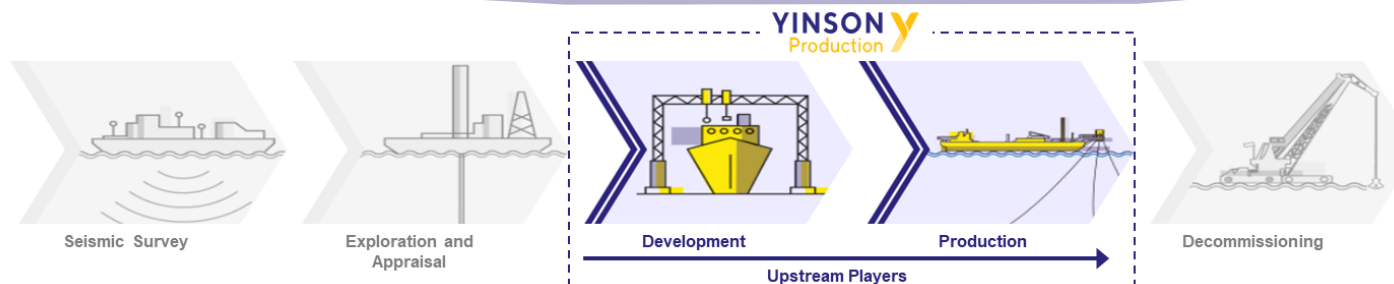 YINSON
Production
Seismic Survey
Exploration and
Appraisal
Development
Production
Decommissioning
Upstream Players